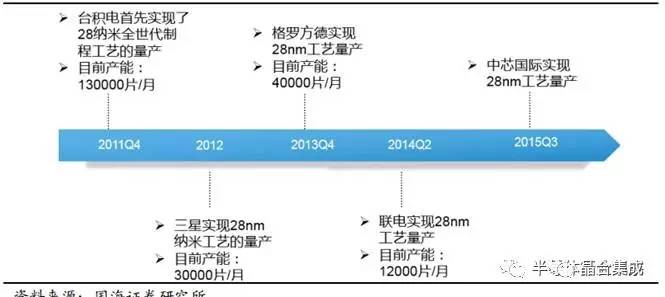 台积电首先实现了
28纳米全世代制
程工艺的量产
目前产能：
130000片/月
格罗方德实现
28nm工艺量产
目前产能：
40000片/月
中芯国际实现
28nm工艺量产
2011Q4
2012
2013Q4
2014Q2
2015Q3
三星实现28nm
纳米工艺的量产
目前产能：
30000片/月
联电实现28nm
工艺量产
目前产能：
12000片/月
半导体晶合集成
资料来源：国海证券研究所